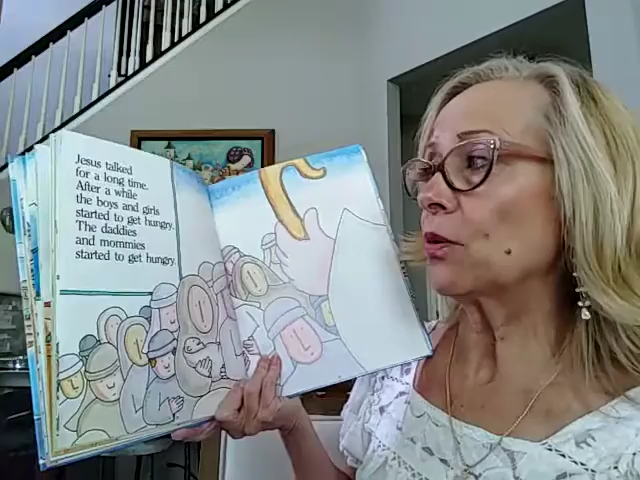 Jesus talked
for a long time.
After a while
the boys and girls
started to get hungry.
The daddies
and mommies
started to get hungry.